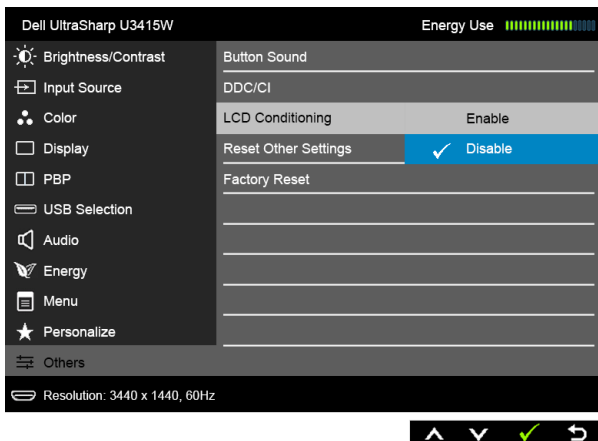 Dell UltraSharp U3415W Energy Use
Brightness/Contrast Button Sound
Input Source DDC/CI
Color LCD Conditioning Enable
Display Reset Other Settings Disable
PBP Factory Reset
USB Selection
Audio
Energy
Menu
Personalize
Others
Resolution: 3440 x 1440, 60Hz